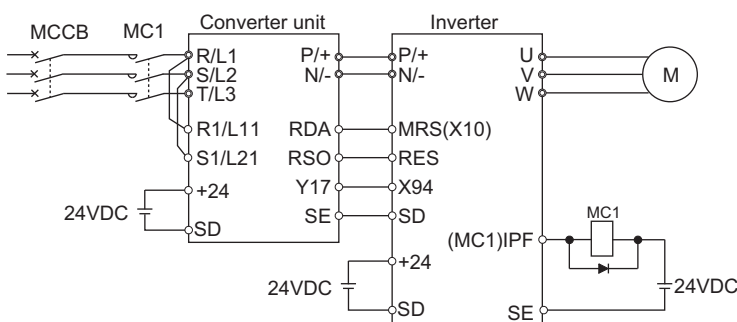 MCCB MC1
Converter unit
Inverter
R/L1 P/+ P/+ U
S/L2 N/- N/- V
T/L3 W
M
R1/L11 RDA MRS(X10)
S1/L21 RSO RES
+24 Y17 X94
24VDC
SD SE SD
(MC1)IPF MC1
+24
24VDC 24VDC
SD SE